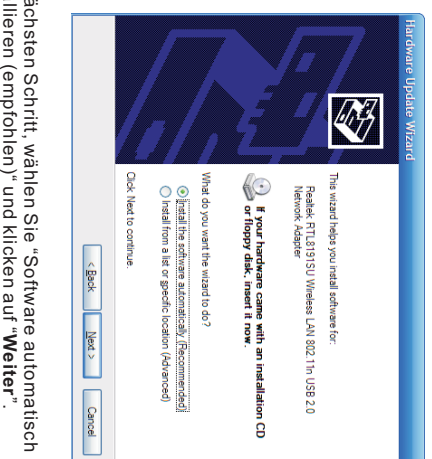 Hardware Update Wizard
This wizard helps you install software for:
Realtek RTL8191SU Wireless LAN 802.11n USB 2.0
Network Adapter
If your hardware came with an installation CD
or floppy disk, insert it now.
What do you want the wizard to do?
Install the software automatically (Recommended)
Install from a list or specific location (Advanced)
Click Next to continue.
< Back
Next >
Cancel
ächsten Schritt, wählen Sie "Software automatisch
llieren (empfohlen)" und klicken auf "Weiter".